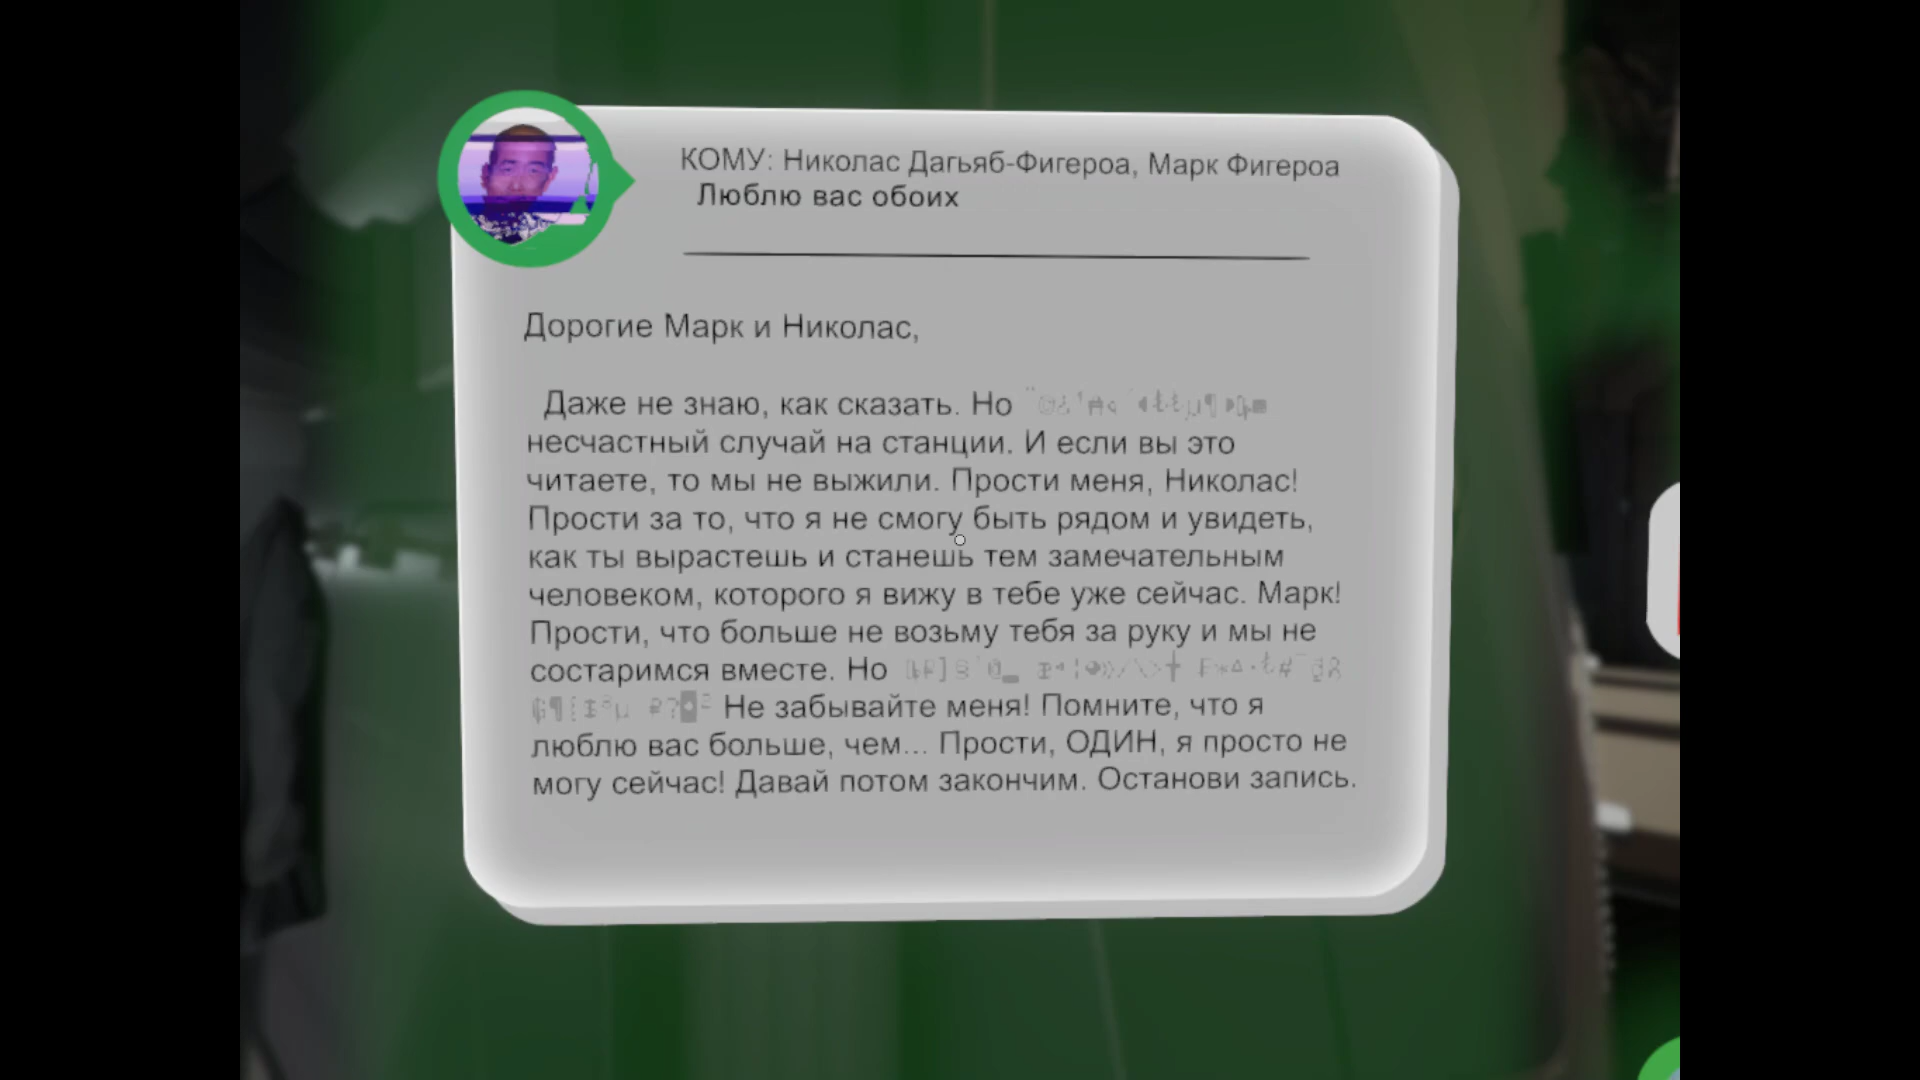 КОМУ: Николас Дагьяб-Фигероа, Марк Фигероа
Люблю вас обоих
Дорогие Марк и Николас,
Даже не знаю, как сказать. Но
несчастный случай на станции. И если вы это
читаете, то мы не выжили. Прости меня, Николас!
Прости за то, что я не смогу быть рядом и увидеть,
как ты вырастешь и станешь тем замечательным
человеком, которого я вижу в тебе уже сейчас. Марк!
Прости, что больше не возьму тебя за руку и мы не
состаримся вместе. Но
Не забывайте меня! Помните, что я
люблю вас больше, чем... Прости, ОДИН, я просто не
могу сейчас! Давай потом закончим. Останови запись.